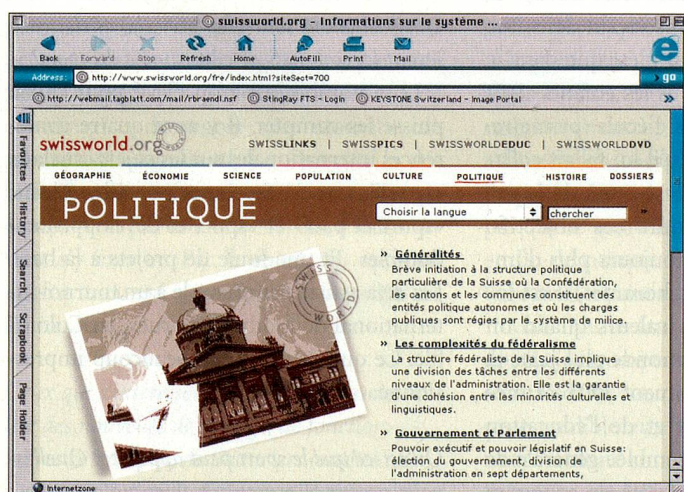 swissworld.org – Informations sur le système ...
Back Forward Stop Refresh Home AutoFill Print Mail
Address: http://www.swissworld.org/fre/index.html?siteSect=700 go
http://webmail.tagblatt.com/mail/rbraendl.nsf StingRay FTS - Login KEYSTONE Switzerland - Image Portal »
Favorites
History
Search
Scrapbook
Page Holder
swissworld.org SWISSLINKS | SWISSPICS | SWISSWORLDEDUC | SWISSWORLDDVD
GÉOGRAPHIE ÉCONOMIE SCIENCE POPULATION CULTURE POLITIQUE HISTOIRE DOSSIERS
POLITIQUE Choisir la langue chercher »
SWISS WORLD
» Généralités
Brève initiation à la structure politique
particulière de la Suisse où la Confédération,
les cantons et les communes constituent des
entités politique autonomes et où les charges
publiques sont régies par le système de milice.
» Les complexités du fédéralisme
La structure fédéraliste de la Suisse implique
une division des tâches entre les différents
niveaux de l'administration. Elle est la garantie
d'une cohésion entre les minorités culturelles et
linguistiques.
» Gouvernement et Parlement
Pouvoir exécutif et pouvoir législatif en Suisse:
élection du gouvernement, division de
l'administration en sept départements,
Internetzone